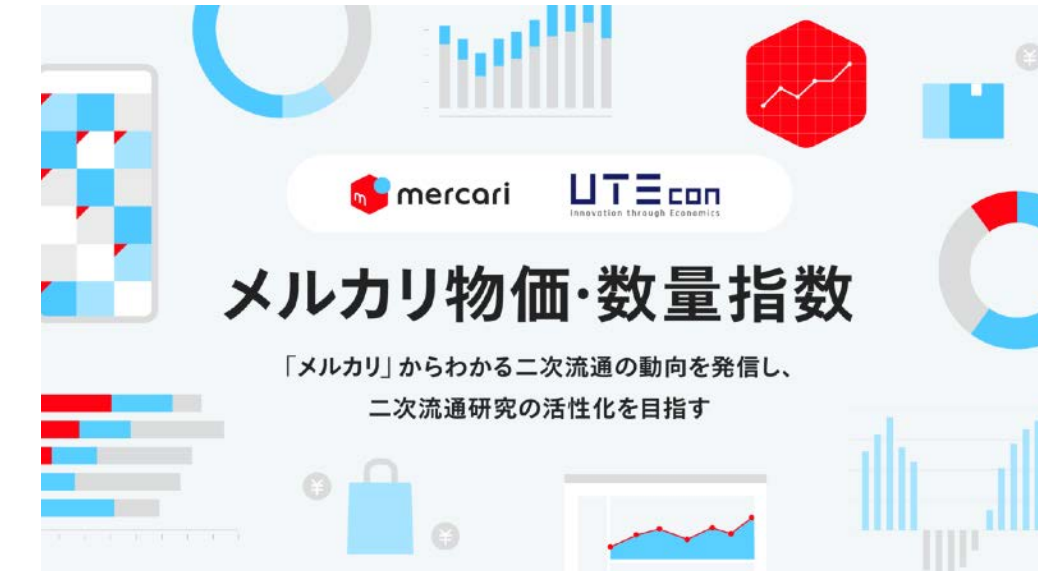 mercari
UTEcon
Innovation through Economics
メルカリ物価・数量指数
「メルカリ」からわかる二次流通の動向を発信し、
二次流通研究の活性化を目指す
¥
¥
¥
m